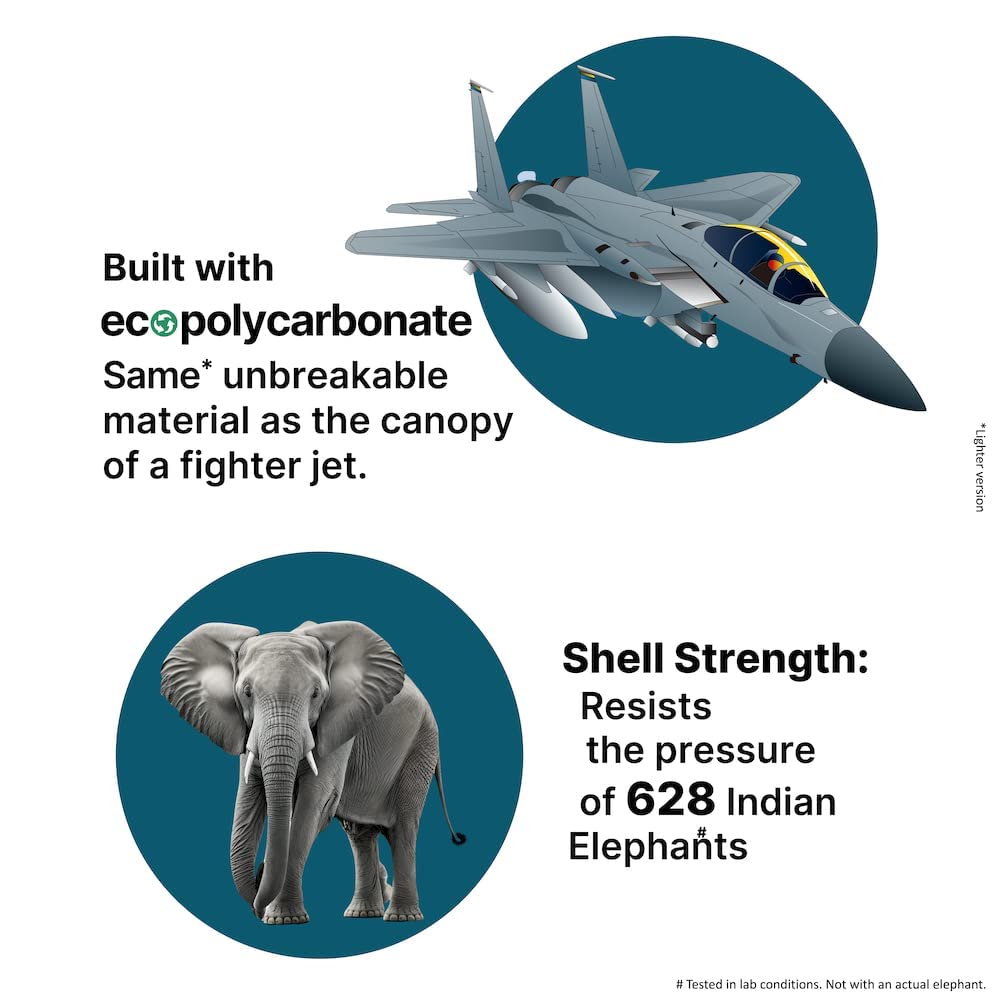 Built with
ecopolycarbonate
Same* unbreakable
material as the canopy
of a fighter jet.
*Lighter version
Shell Strength:
Resists
the pressure
of 628 Indian
Elephants#
# Tested in lab conditions. Not with an actual elephant.